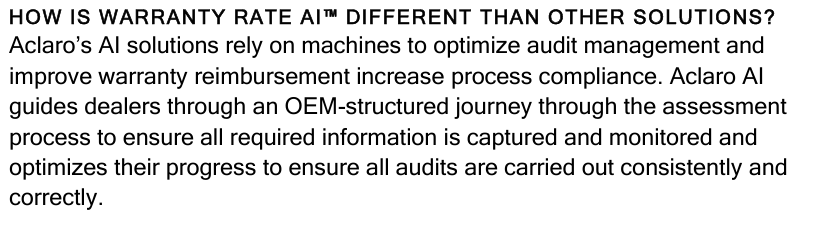 HOW IS WARRANTY RATE AI™ DIFFERENT THAN OTHER SOLUTIONS?
Aclaro’s AI solutions rely on machines to optimize audit management and
improve warranty reimbursement increase process compliance. Aclaro AI
guides dealers through an OEM-structured journey through the assessment
process to ensure all required information is captured and monitored and
optimizes their progress to ensure all audits are carried out consistently and
correctly.